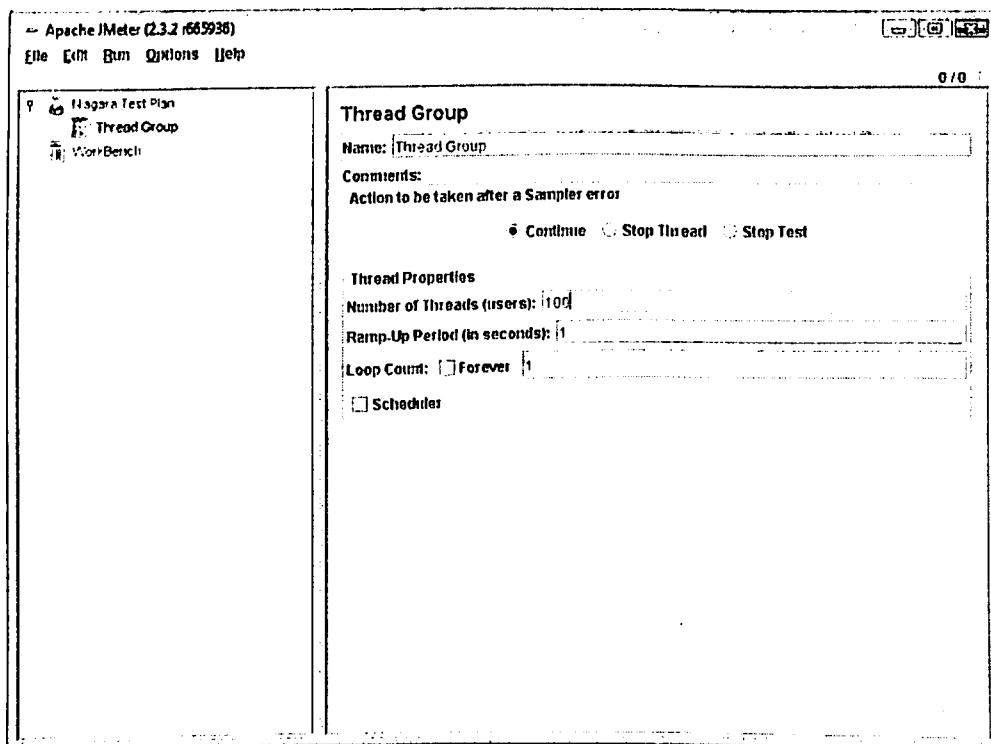 Apache JMeter (2.3.2 r665936)
File Edit Run Options Help
0 / 0
Niagara Test Plan
Thread Group
WorkBench
Thread Group
Name: Thread Group
Comments:
Action to be taken after a Sampler error
Continue Stop Thread Stop Test
Thread Properties
Number of Threads (users): 100
Ramp-Up Period (in seconds): 1
Loop Count: Forever 1
Scheduler